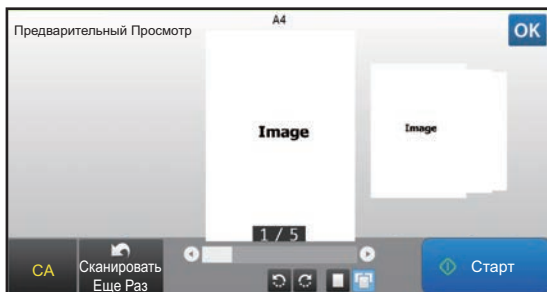 A4
Предварительный Просмотр
OK
Image
Image
1 / 5
CA
Сканировать
Еще Раз
Старт